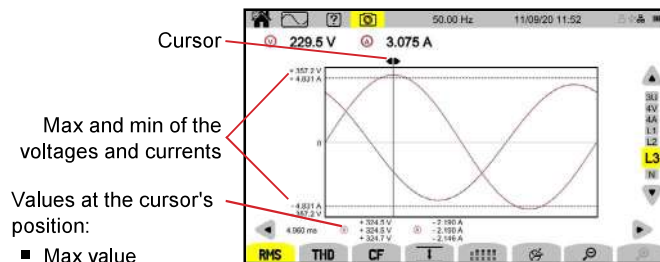 50.00 Hz 11/09/20 11:52
V 229.5 V A 3.075 A
Cursor
+ 357.2 V
+ 4.831 A
Max and min of the
voltages and currents
0
3U
4V
4A
L1
L2
L3
N
- 4.831 A
357.2 V
Values at the cursor's
position:
4.960 ms
+ 324.5 V - 2.190 A
+ 324.5 V
+ 324.7 V - 2.146 A
■ Max value
RMS THD CF